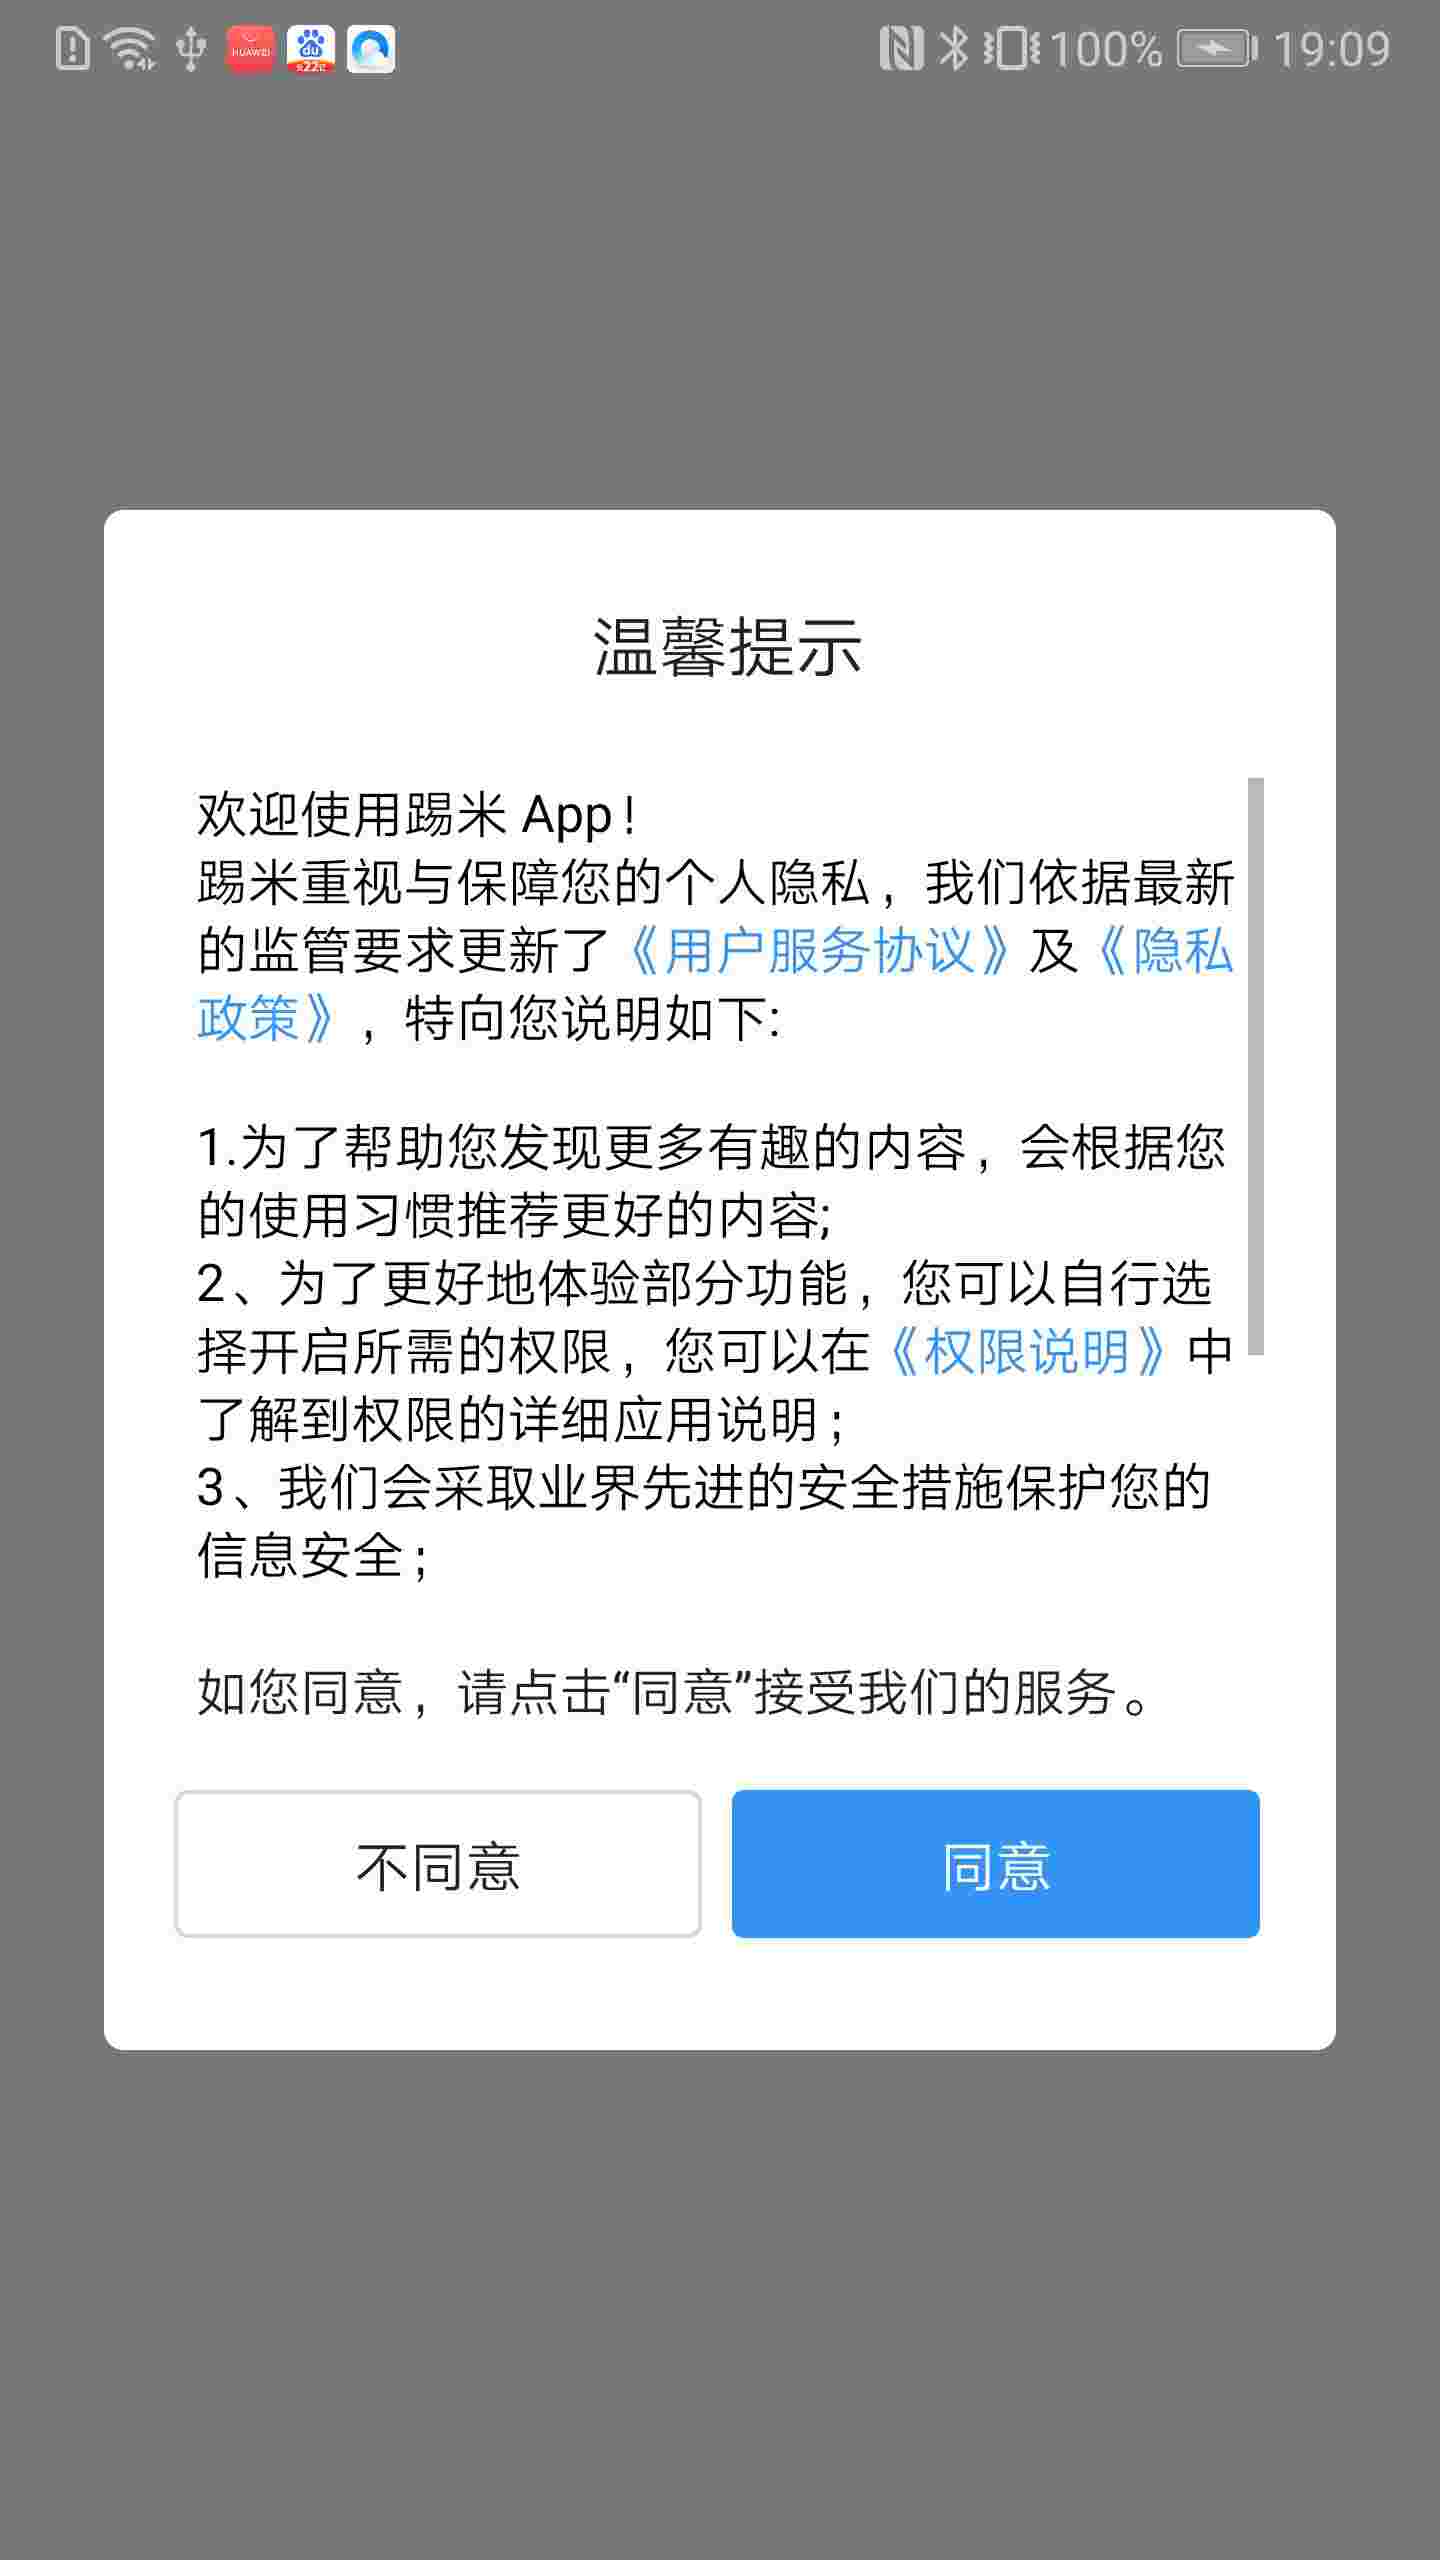 HUAWEI
du
100%
19:09
温馨提示
欢迎使用踢米 App！
踢米重视与保障您的个人隐私，我们依据最新
的监管要求更新了《用户服务协议》及《隐私
政策》，特向您说明如下:
1.为了帮助您发现更多有趣的内容，会根据您
的使用习惯推荐更好的内容;
2、为了更好地体验部分功能，您可以自行选
择开启所需的权限，您可以在《权限说明》中
了解到权限的详细应用说明；
3、我们会采取业界先进的安全措施保护您的
信息安全；
如您同意，请点击“同意”接受我们的服务。
不同意
同意